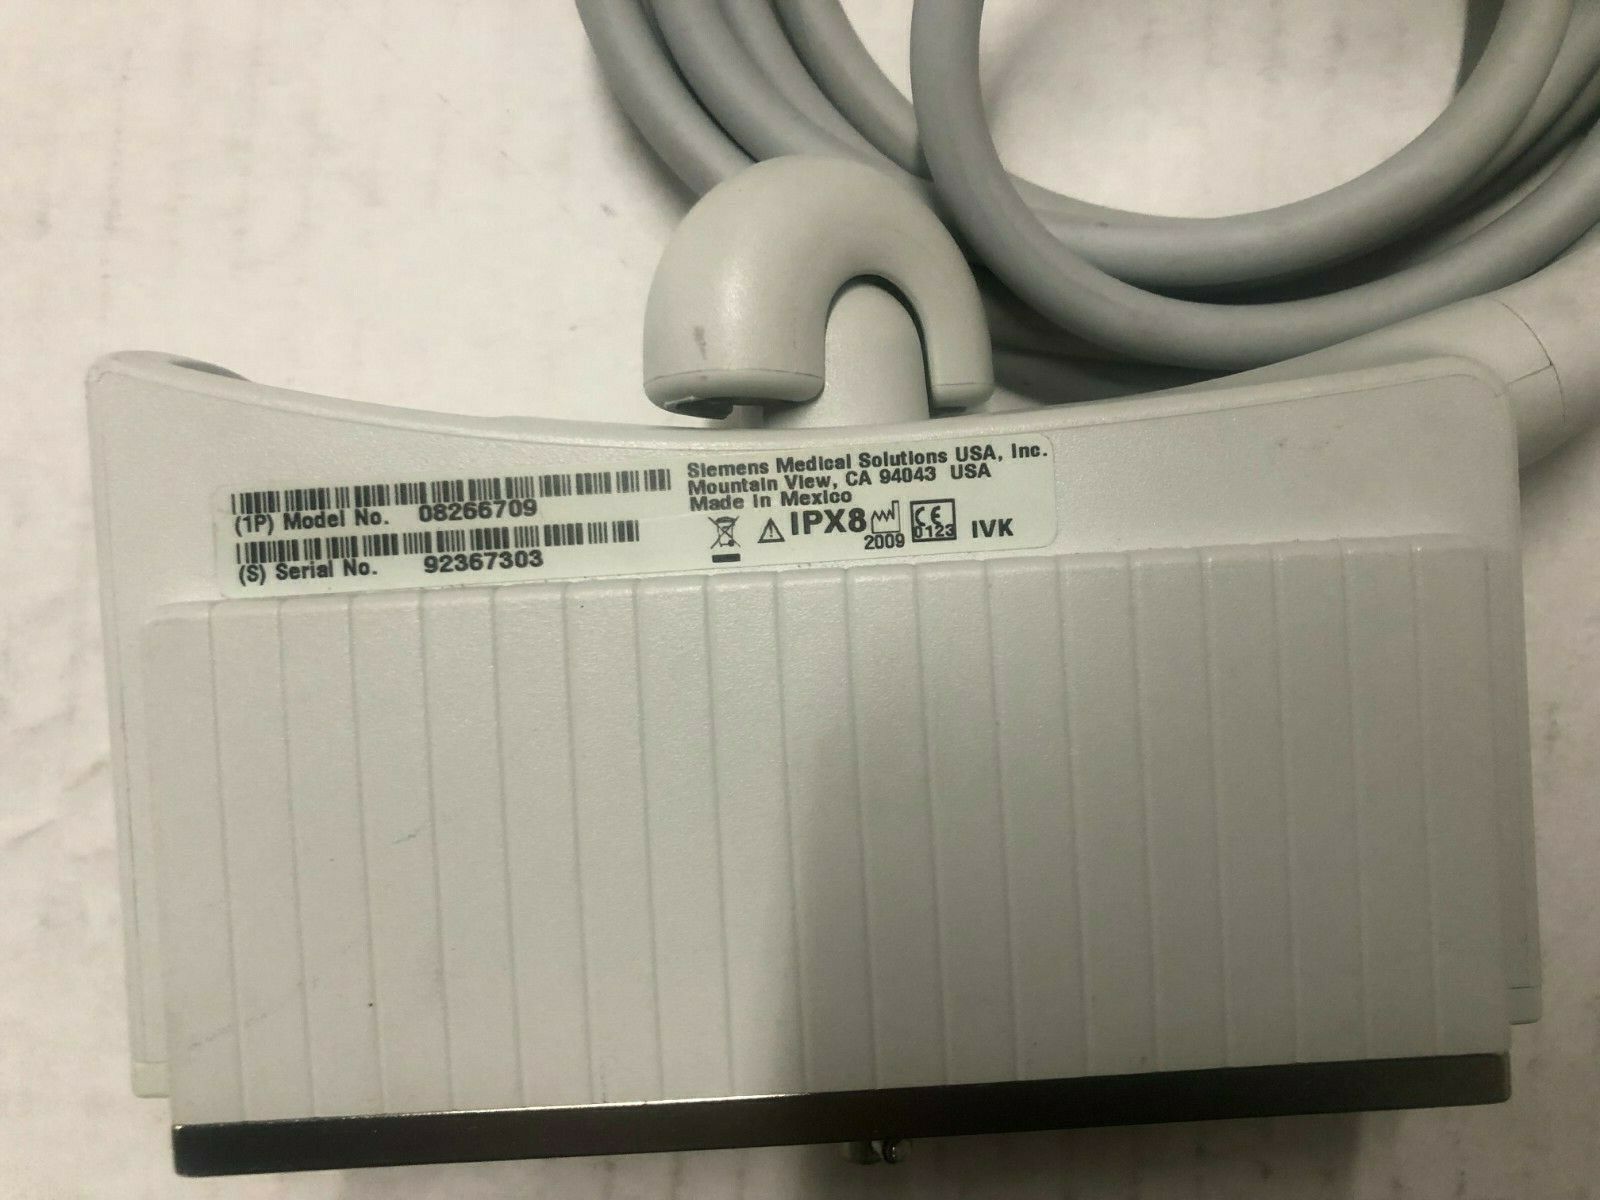 (1P) Model No. 08266709
(S) Serial No. 92367303
Siemens Medical Solutions USA, Inc.
Mountain View, CA 94043 USA
Made in Mexico
IPX8 2009 CE 0123 IVK